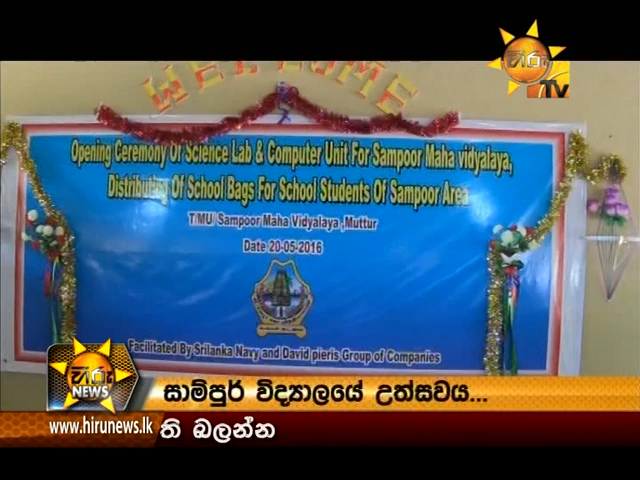 හිරු
TV
WELCOME
Opening Ceremony Of Science Lab & Computer Unit For Sampoor Maha vidyalaya,
Distributing Of School Bags For School Students Of Sampoor Area
T/MU/ Sampoor Maha Vidyalaya ,Muttur
Date 20-05-2016
Facilitated By Srilanka Navy and David pieris Group of Companies
හිරු
NEWS
සාම්පුර් විද්‍යාලයේ උත්සවය...
www.hirunews.lk ති බලන්න